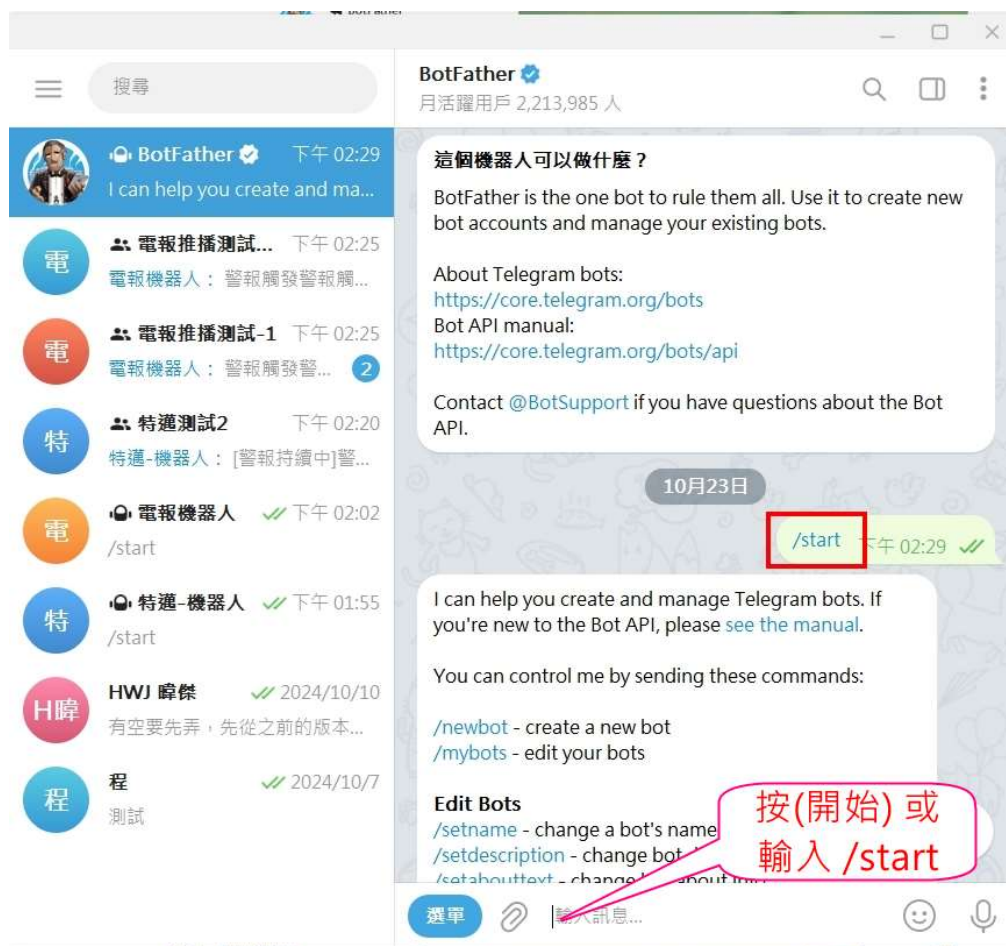 搜尋
BotFather
月活躍用戶 2,213,985 人
BotFather 下午 02:29
I can help you create and ma...
電
電報推播測試... 下午 02:25
電報機器人： 警報觸發警報觸...
電
電報推播測試-1 下午 02:25
電報機器人： 警報觸發警... 2
特
特邁測試2 下午 02:20
特邁-機器人： [警報持續中]警...
電
電報機器人 下午 02:02
/start
特
特邁-機器人 下午 01:55
/start
H暐
HWJ 暐傑 2024/10/10
有空要先弄，先從之前的版本...
程
程 2024/10/7
測試
這個機器人可以做什麼？
BotFather is the one bot to rule them all. Use it to create new
bot accounts and manage your existing bots.
About Telegram bots:
https://core.telegram.org/bots
Bot API manual:
https://core.telegram.org/bots/api
Contact @BotSupport if you have questions about the Bot
API.
10月23日
/start 下午 02:29
I can help you create and manage Telegram bots. If
you're new to the Bot API, please see the manual.
You can control me by sending these commands:
/newbot - create a new bot
/mybots - edit your bots
Edit Bots
/setname - change a bot's name
/setdescription - change bot
/setabouttext - change about info
按(開始) 或
輸入 /start
選單 輸入訊息...